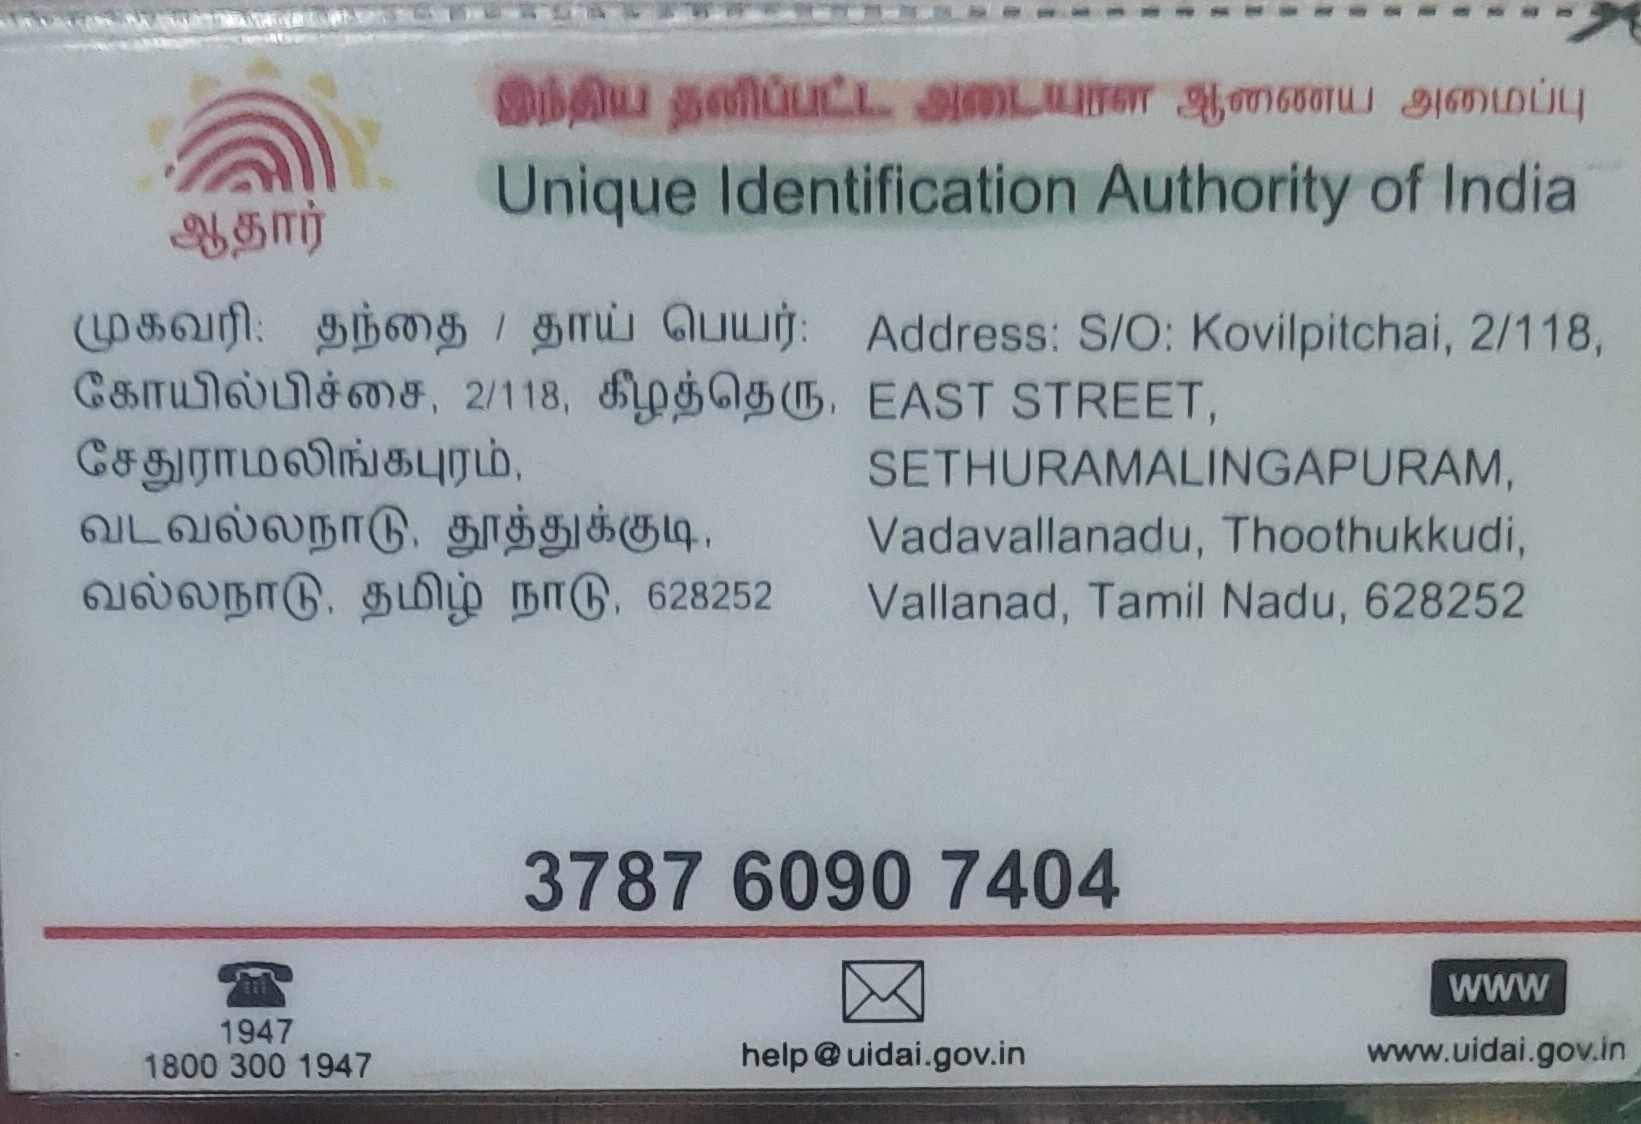 இந்திய தனிப்பட்ட அடையாள ஆணைய அமைப்பு
Unique Identification Authority of India
ஆதார்
முகவரி: தந்தை / தாய் பெயர்:
கோயில்பிச்சை, 2/118, கீழத்தெரு,
சேதுராமலிங்கபுரம்,
வடவல்லநாடு, தூத்துக்குடி,
வல்லநாடு, தமிழ் நாடு, 628252
Address: S/O: Kovilpitchai, 2/118,
EAST STREET,
SETHURAMALINGAPURAM,
Vadavallanadu, Thoothukkudi,
Vallanad, Tamil Nadu, 628252
3787 6090 7404
1947
1800 300 1947
help@uidai.gov.in
WWW
www.uidai.gov.in